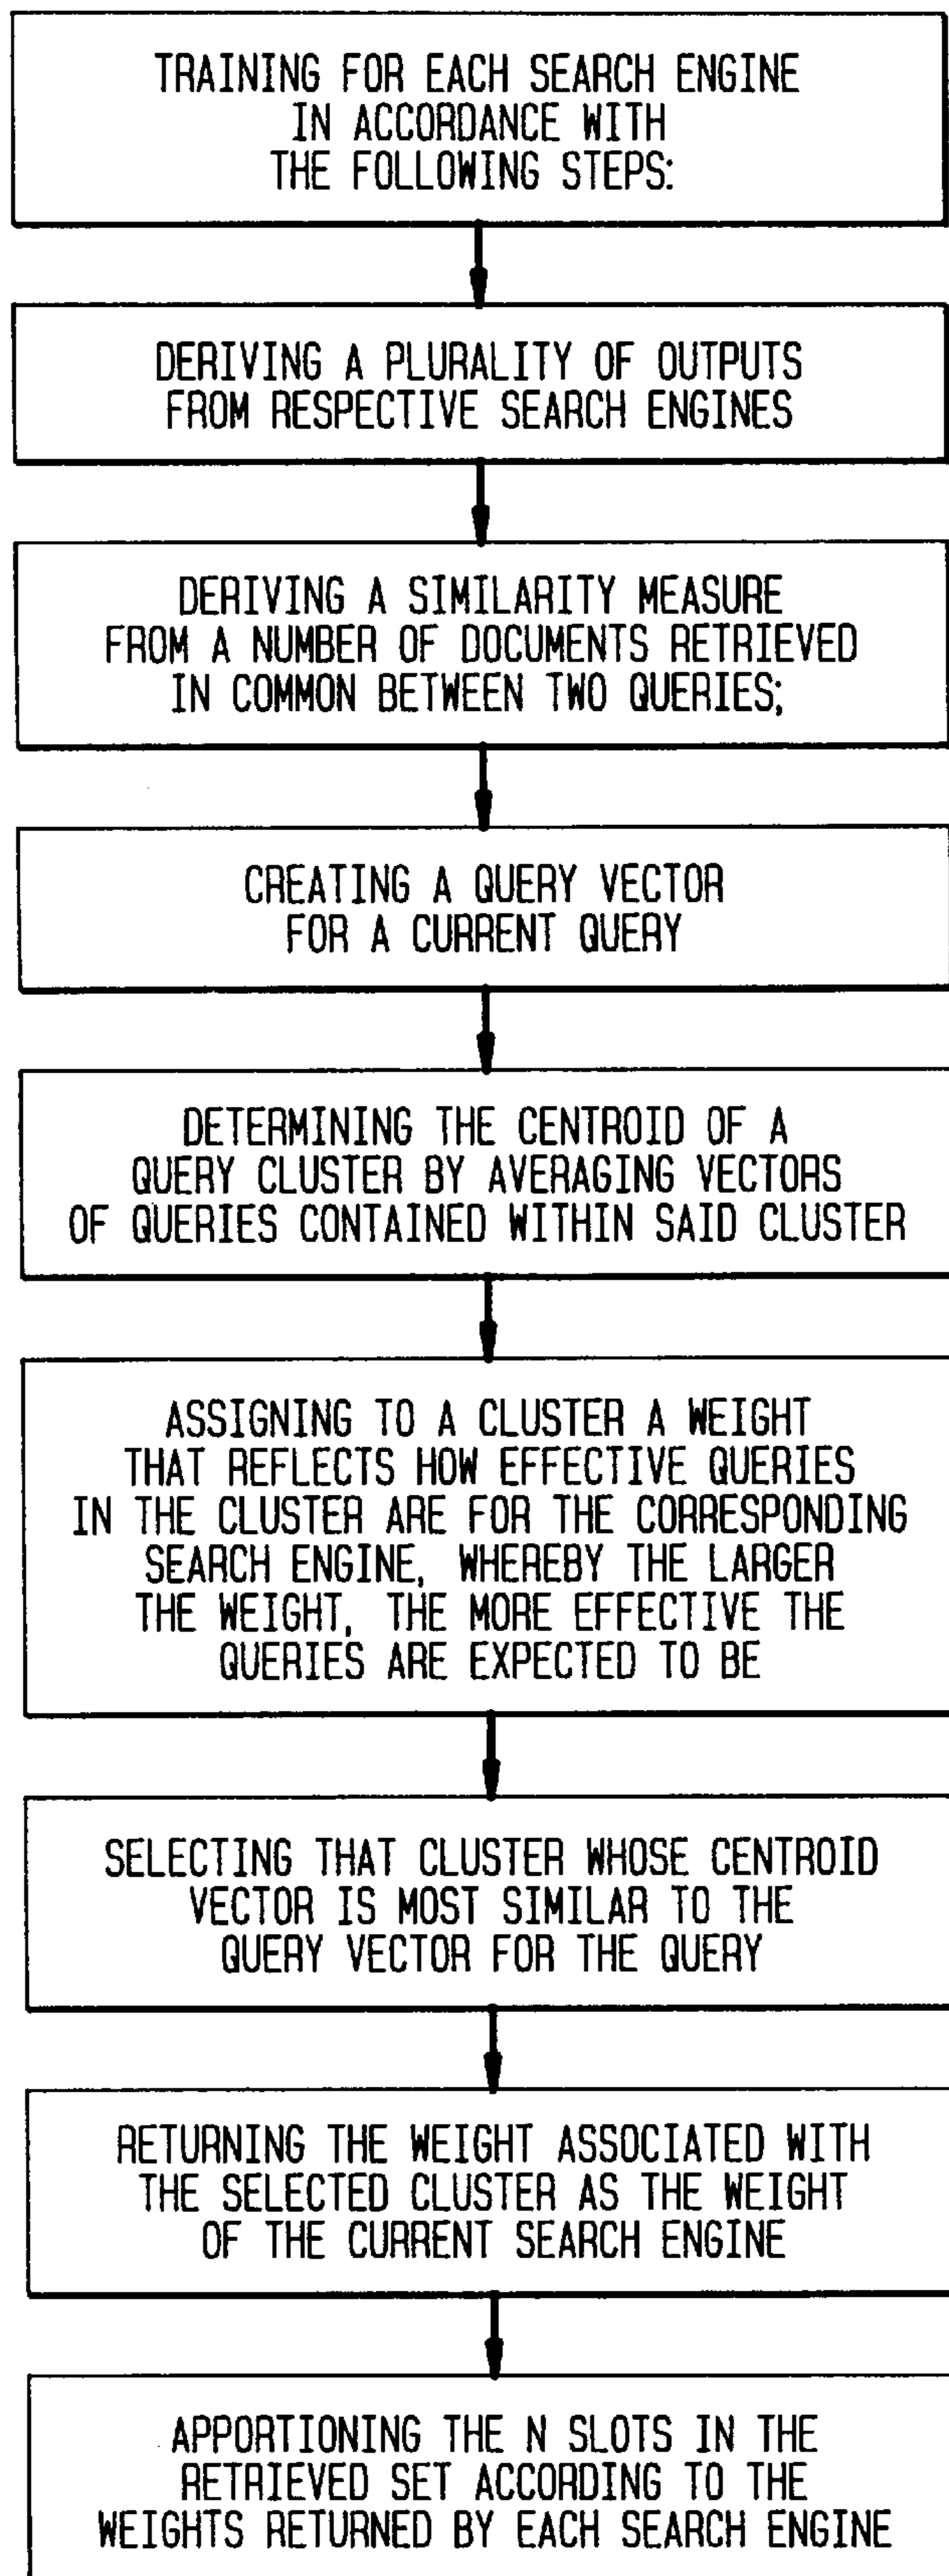 TRAINING FOR EACH SEARCH ENGINE
IN ACCORDANCE WITH
THE FOLLOWING STEPS:
DERIVING A PLURALITY OF OUTPUTS
FROM RESPECTIVE SEARCH ENGINES
DERIVING A SIMILARITY MEASURE
FROM A NUMBER OF DOCUMENTS RETRIEVED
IN COMMON BETWEEN TWO QUERIES;
CREATING A QUERY VECTOR
FOR A CURRENT QUERY
DETERMINING THE CENTROID OF A
QUERY CLUSTER BY AVERAGING VECTORS
OF QUERIES CONTAINED WITHIN SAID CLUSTER
ASSIGNING TO A CLUSTER A WEIGHT
THAT REFLECTS HOW EFFECTIVE QUERIES
IN THE CLUSTER ARE FOR THE CORRESPONDING
SEARCH ENGINE, WHEREBY THE LARGER
THE WEIGHT, THE MORE EFFECTIVE THE
QUERIES ARE EXPECTED TO BE
SELECTING THAT CLUSTER WHOSE CENTROID
VECTOR IS MOST SIMILAR TO THE
QUERY VECTOR FOR THE QUERY
RETURNING THE WEIGHT ASSOCIATED WITH
THE SELECTED CLUSTER AS THE WEIGHT
OF THE CURRENT SEARCH ENGINE
APPORTIONING THE N SLOTS IN THE
RETRIEVED SET ACCORDING TO THE
WEIGHTS RETURNED BY EACH SEARCH ENGINE